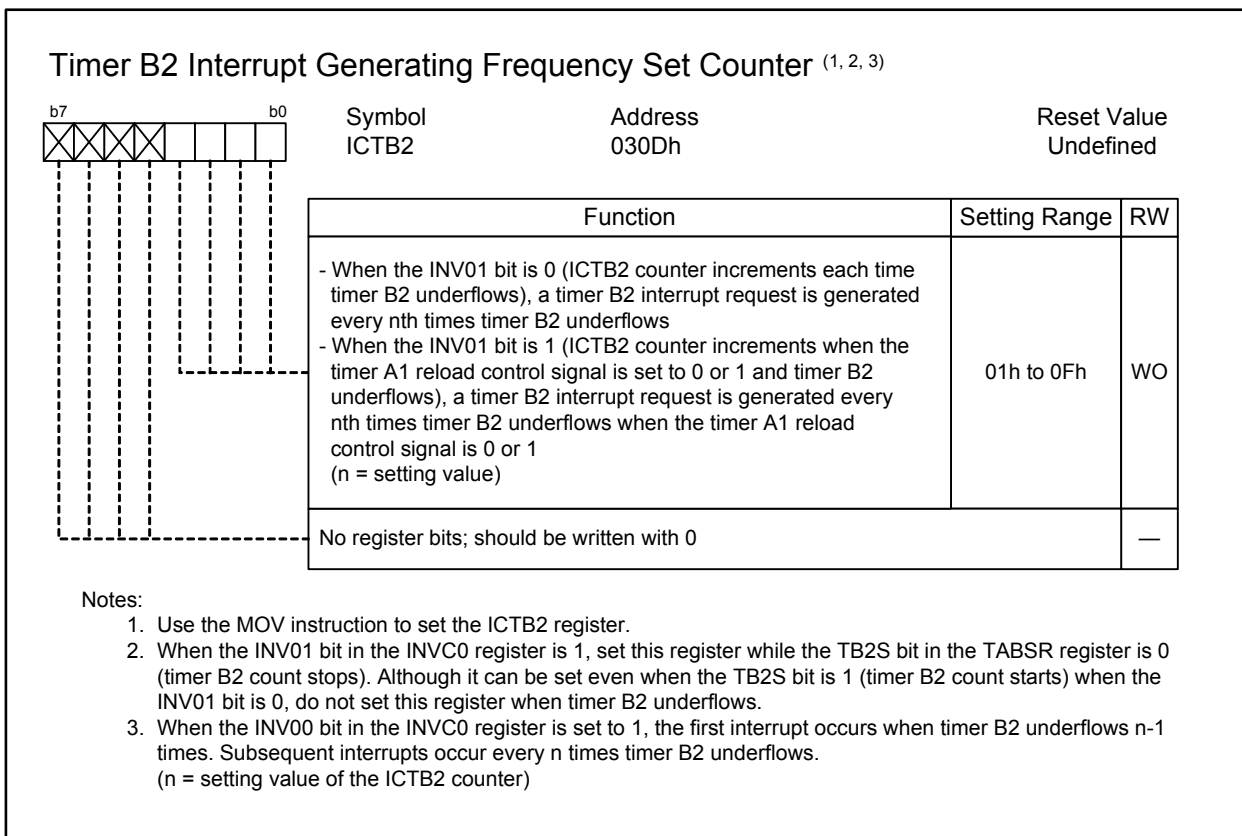 Timer B2 Interrupt Generating Frequency Set Counter (1, 2, 3)
b7 b0
Symbol Address Reset Value
ICTB2 030Dh Undefined
Function Setting Range RW
- When the INV01 bit is 0 (ICTB2 counter increments each time
timer B2 underflows), a timer B2 interrupt request is generated
every nth times timer B2 underflows
- When the INV01 bit is 1 (ICTB2 counter increments when the
timer A1 reload control signal is set to 0 or 1 and timer B2
underflows), a timer B2 interrupt request is generated every
nth times timer B2 underflows when the timer A1 reload
control signal is 0 or 1
(n = setting value)
01h to 0Fh WO
No register bits; should be written with 0 —
Notes:
1. Use the MOV instruction to set the ICTB2 register.
2. When the INV01 bit in the INVC0 register is 1, set this register while the TB2S bit in the TABSR register is 0
(timer B2 count stops). Although it can be set even when the TB2S bit is 1 (timer B2 count starts) when the
INV01 bit is 0, do not set this register when timer B2 underflows.
3. When the INV00 bit in the INVC0 register is set to 1, the first interrupt occurs when timer B2 underflows n-1
times. Subsequent interrupts occur every n times timer B2 underflows.
(n = setting value of the ICTB2 counter)